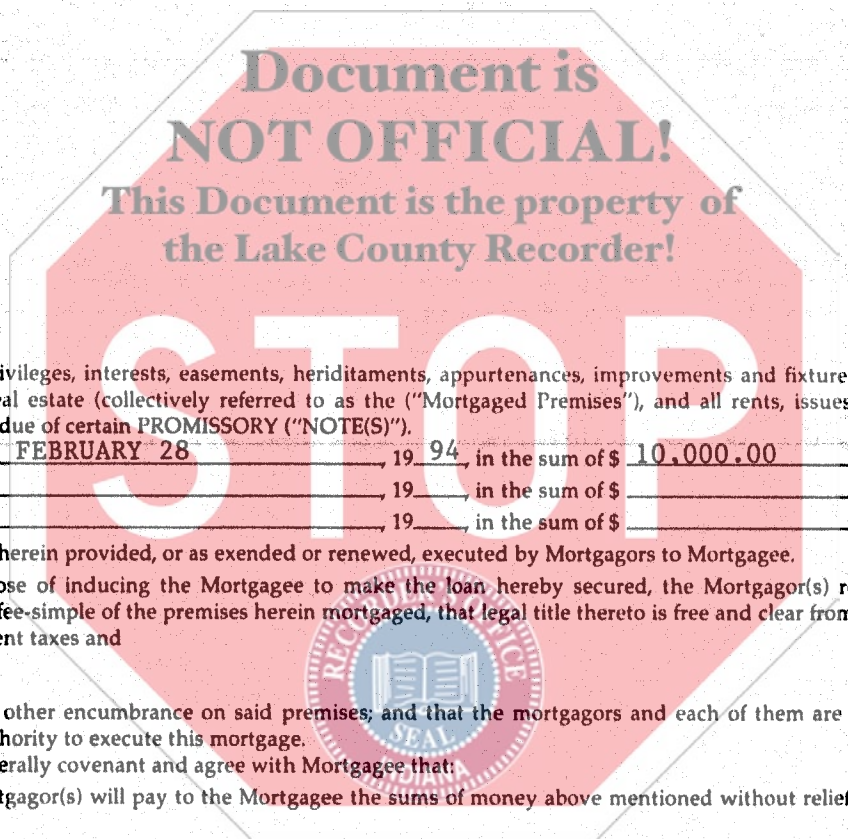 Document is
NOT OFFICIAL!
This Document is the property of
the Lake County Recorder!
STOP
ivileges, interests, easements, heriditaments, appurtenances, improvements and fixture
al estate (collectively referred to as the ("Mortgaged Premises"), and all rents, issues
due of certain PROMISSORY ("NOTE(S)").
FEBRUARY 28, 19 94, in the sum of $ 10,000.00
, 19 , in the sum of $
, 19 , in the sum of $
herein provided, or as exended or renewed, executed by Mortgagors to Mortgagee.
ose of inducing the Mortgagee to make the loan hereby secured, the Mortgagor(s) r
fee-simple of the premises herein mortgaged, that legal title thereto is free and clear from
ent taxes and
other encumbrance on said premises; and that the mortgagors and each of them are
hority to execute this mortgage.
erally covenant and agree with Mortgagee that:
tgagor(s) will pay to the Mortgagee the sums of money above mentioned without relief
RECORDER'S OFFICE
SEAL
INDIANA